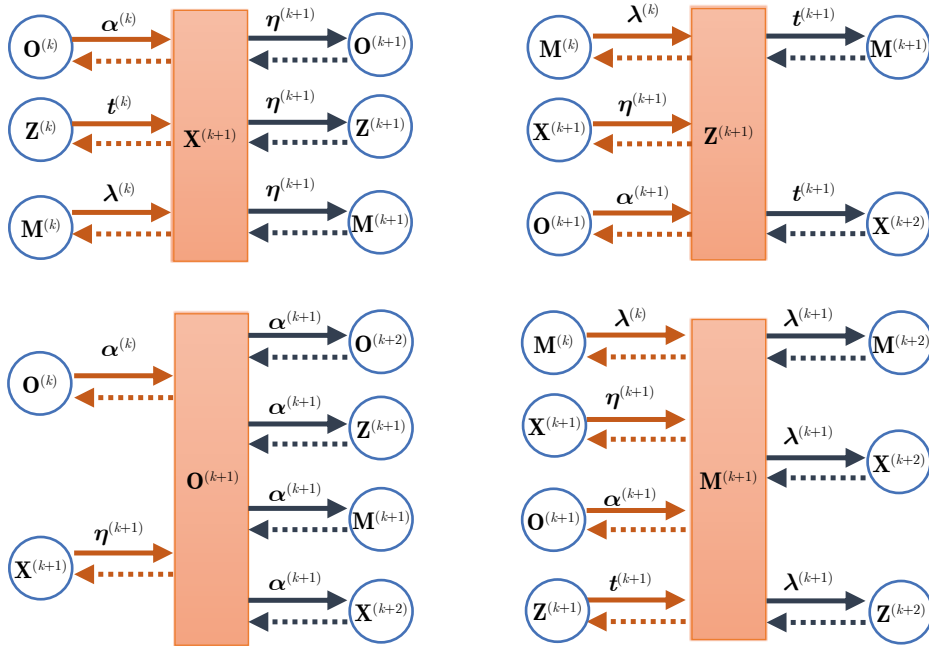 α^(k)
O^(k)
t^(k)
Z^(k)
λ^(k)
M^(k)
X^(k+1)
η^(k+1)
O^(k+1)
η^(k+1)
Z^(k+1)
η^(k+1)
M^(k+1)
λ^(k)
M^(k)
η^(k+1)
X^(k+1)
α^(k+1)
O^(k+1)
Z^(k+1)
t^(k+1)
M^(k+1)
t^(k+1)
X^(k+2)
α^(k)
O^(k)
η^(k+1)
X^(k+1)
O^(k+1)
α^(k+1)
O^(k+2)
α^(k+1)
Z^(k+1)
α^(k+1)
M^(k+1)
α^(k+1)
X^(k+2)
λ^(k)
M^(k)
η^(k+1)
X^(k+1)
α^(k+1)
O^(k+1)
t^(k+1)
Z^(k+1)
M^(k+1)
λ^(k+1)
M^(k+2)
λ^(k+1)
X^(k+2)
λ^(k+1)
Z^(k+2)